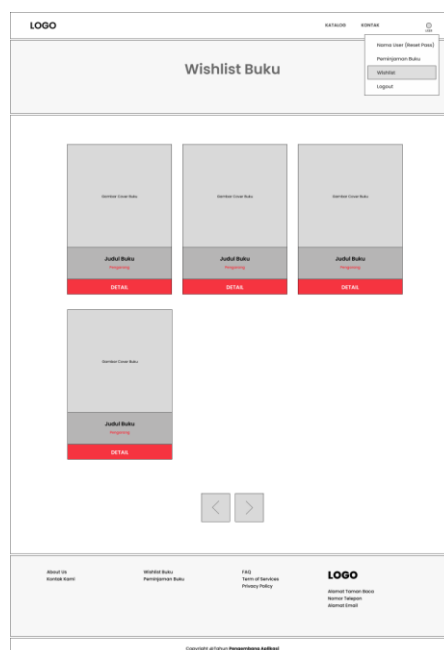 LOGO
KATALOG KONTAK
USER
Nama User (Reset Pass)
Peminjaman Buku
Wishlist
Logout
Wishlist Buku
Gambar Cover Buku
Gambar Cover Buku
Gambar Cover Buku
Judul Buku
Pengarang
DETAIL
Judul Buku
Pengarang
DETAIL
Judul Buku
Pengarang
DETAIL
Gambar Cover Buku
Judul Buku
Pengarang
DETAIL
About Us
Kontak Kami
Wishlist Buku
Peminjaman Buku
FAQ
Term of Services
Privacy Policy
LOGO
Alamat Taman Baca
Nomor Telepon
Alamat Email
Copyright @Tahun Pengembang Aplikasi